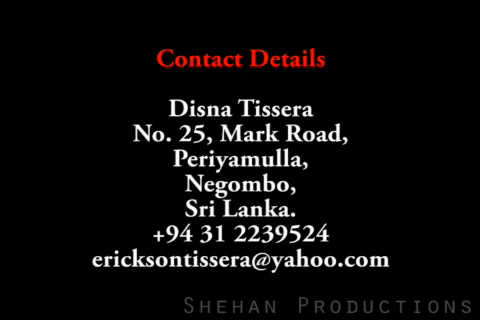 Contact Details
Disna Tissera
No. 25, Mark Road,
Periyamulla,
Negombo,
Sri Lanka.
+94 31 2239524
ericksontissera@yahoo.com
Shehan Productions